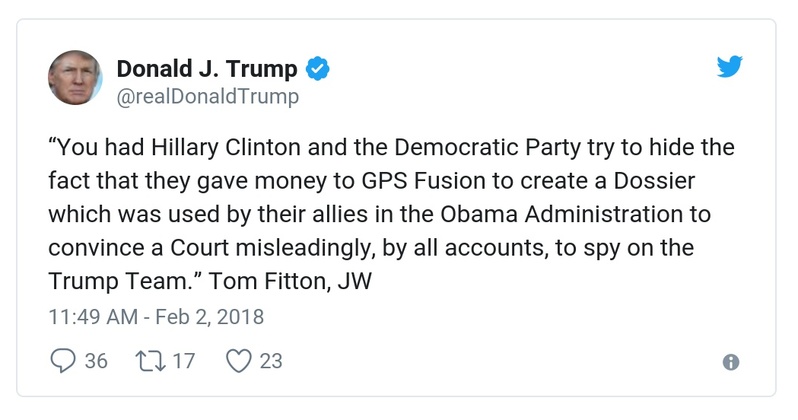 Donald J. Trump
@realDonaldTrump
“You had Hillary Clinton and the Democratic Party try to hide the
fact that they gave money to GPS Fusion to create a Dossier
which was used by their allies in the Obama Administration to
convince a Court misleadingly, by all accounts, to spy on the
Trump Team.” Tom Fitton, JW
11:49 AM - Feb 2, 2018
36 17 23